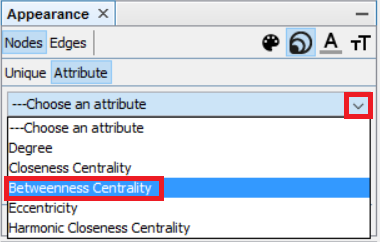 Appearance X
Nodes Edges A TT
Unique Attribute
---Choose an attribute
---Choose an attribute
Degree
Closeness Centrality
Betweenness Centrality
Eccentricity
Harmonic Closeness Centrality